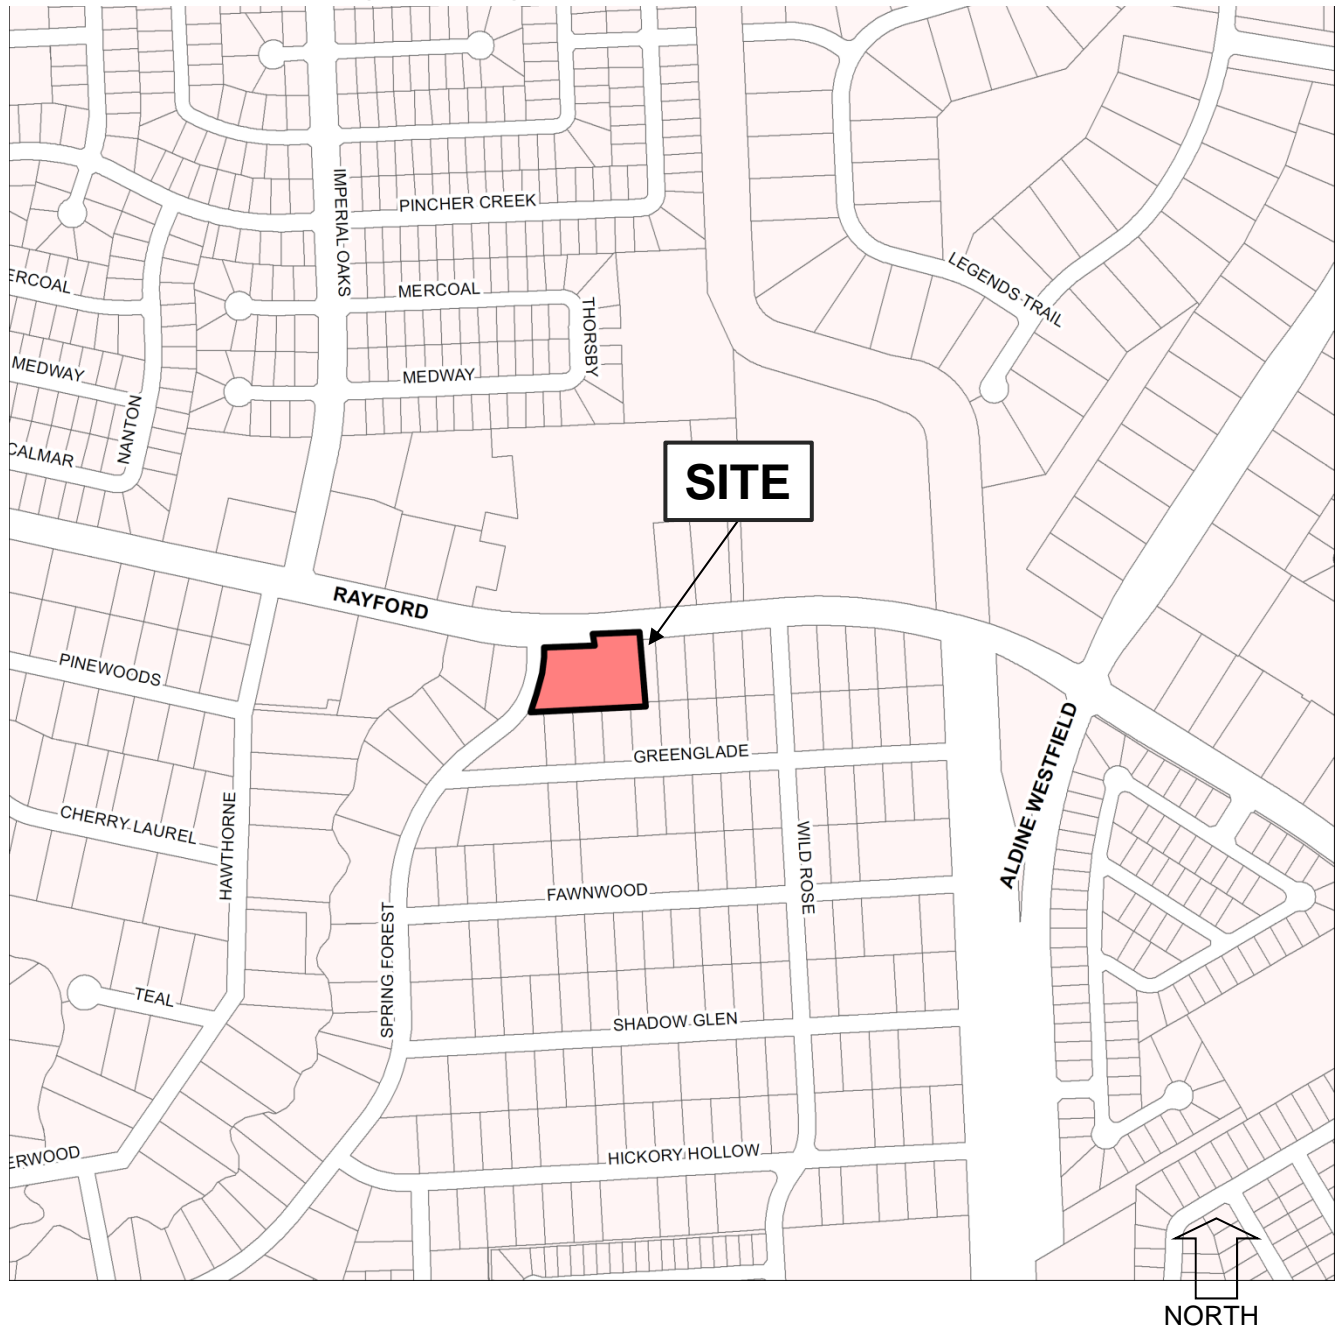 PINCHER CREEK
IMPERIAL OAKS
LEGENDS TRAIL
ERCOAL
MERCOAL
THORSBY
MEDWAY
MEDWAY
NANTON
CALMAR
SITE
RAYFORD
PINEWOODS
GREENGLADE
ALDINE WESTFIELD
CHERRY LAUREL
HAWTHORNE
WILD ROSE
FAWNWOOD
SPRING FOREST
TEAL
SHADOW GLEN
ERWOOD
HICKORY HOLLOW
NORTH